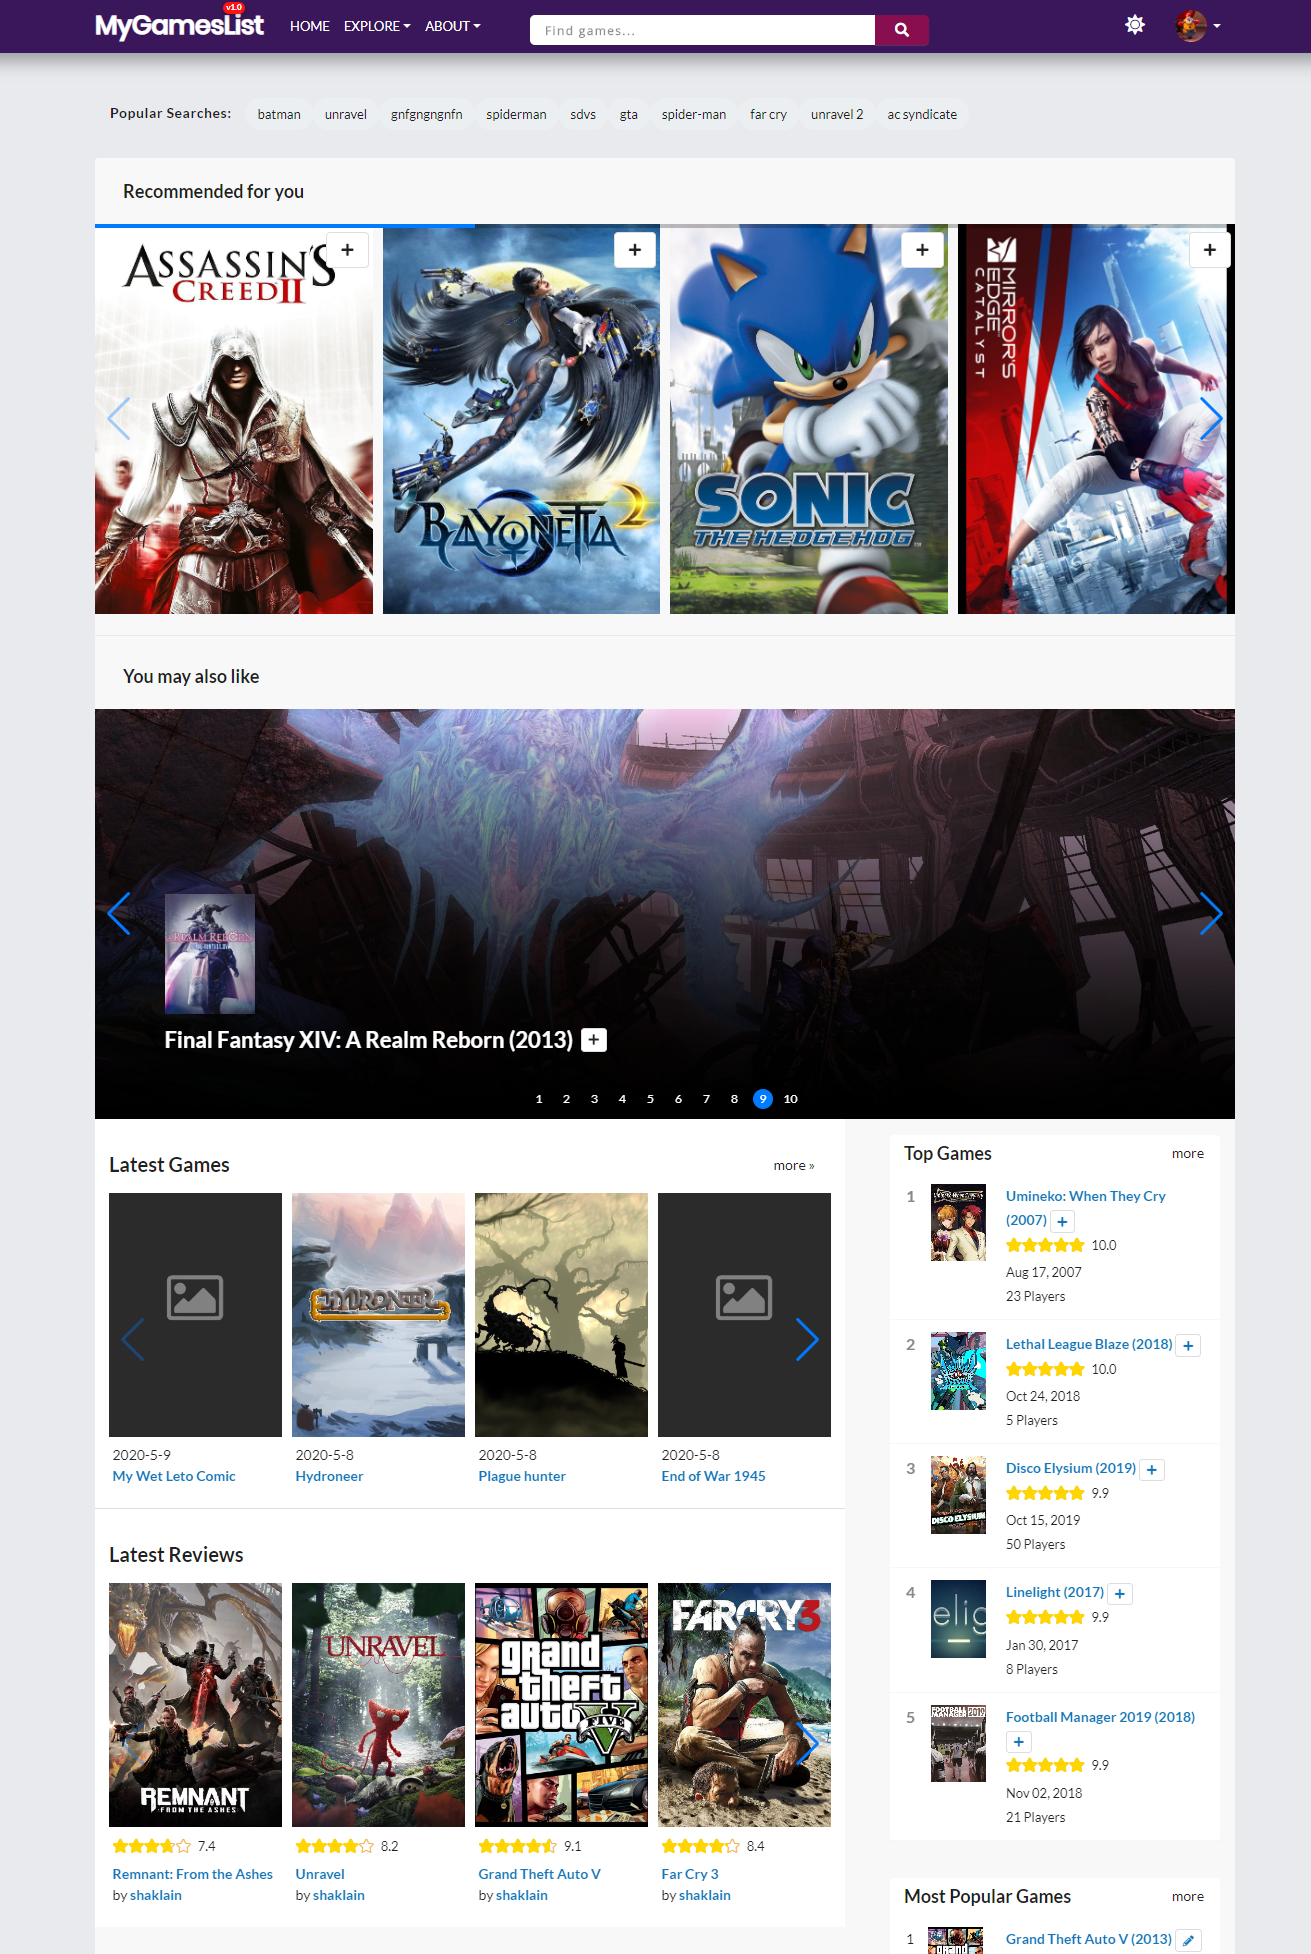 MyGamesList
v1.0
HOME
EXPLORE
ABOUT
Find games...
Popular Searches:
batman
unravel
gnfgngngnfn
spiderman
sdvs
gta
spider-man
far cry
unravel 2
ac syndicate
Recommended for you
ASSASSIN'S
CREED II
+
BAYONETTA 2
+
SONIC
THE HEDGEHOG
+
MIRROR'S
EDGE
CATALYST
+
You may also like
A REALM REBORN
Final Fantasy XIV: A Realm Reborn (2013) +
1 2 3 4 5 6 7 8 9 10
Latest Games
more »
HYDRONEER
2020-5-9
My Wet Leto Comic
2020-5-8
Hydroneer
2020-5-8
Plague hunter
2020-5-8
End of War 1945
Latest Reviews
REMNANT
FROM THE ASHES
7.4
Remnant: From the Ashes
by shaklain
UNRAVEL
8.2
Unravel
by shaklain
grand
theft
auto V
FIVE
9.1
Grand Theft Auto V
by shaklain
FARCRY3
8.4
Far Cry 3
by shaklain
Top Games
more
1
Umineko: When They Cry
(2007) +
10.0
Aug 17, 2007
23 Players
2
Lethal League Blaze (2018) +
10.0
Oct 24, 2018
5 Players
3
DISCO ELYSIUM
Disco Elysium (2019) +
9.9
Oct 15, 2019
50 Players
4
elig
Linelight (2017) +
9.9
Jan 30, 2017
8 Players
5
FOOTBALL
MANAGER 2019
Football Manager 2019 (2018)
+
9.9
Nov 02, 2018
21 Players
Most Popular Games
more
1
Grand Theft Auto V (2013)